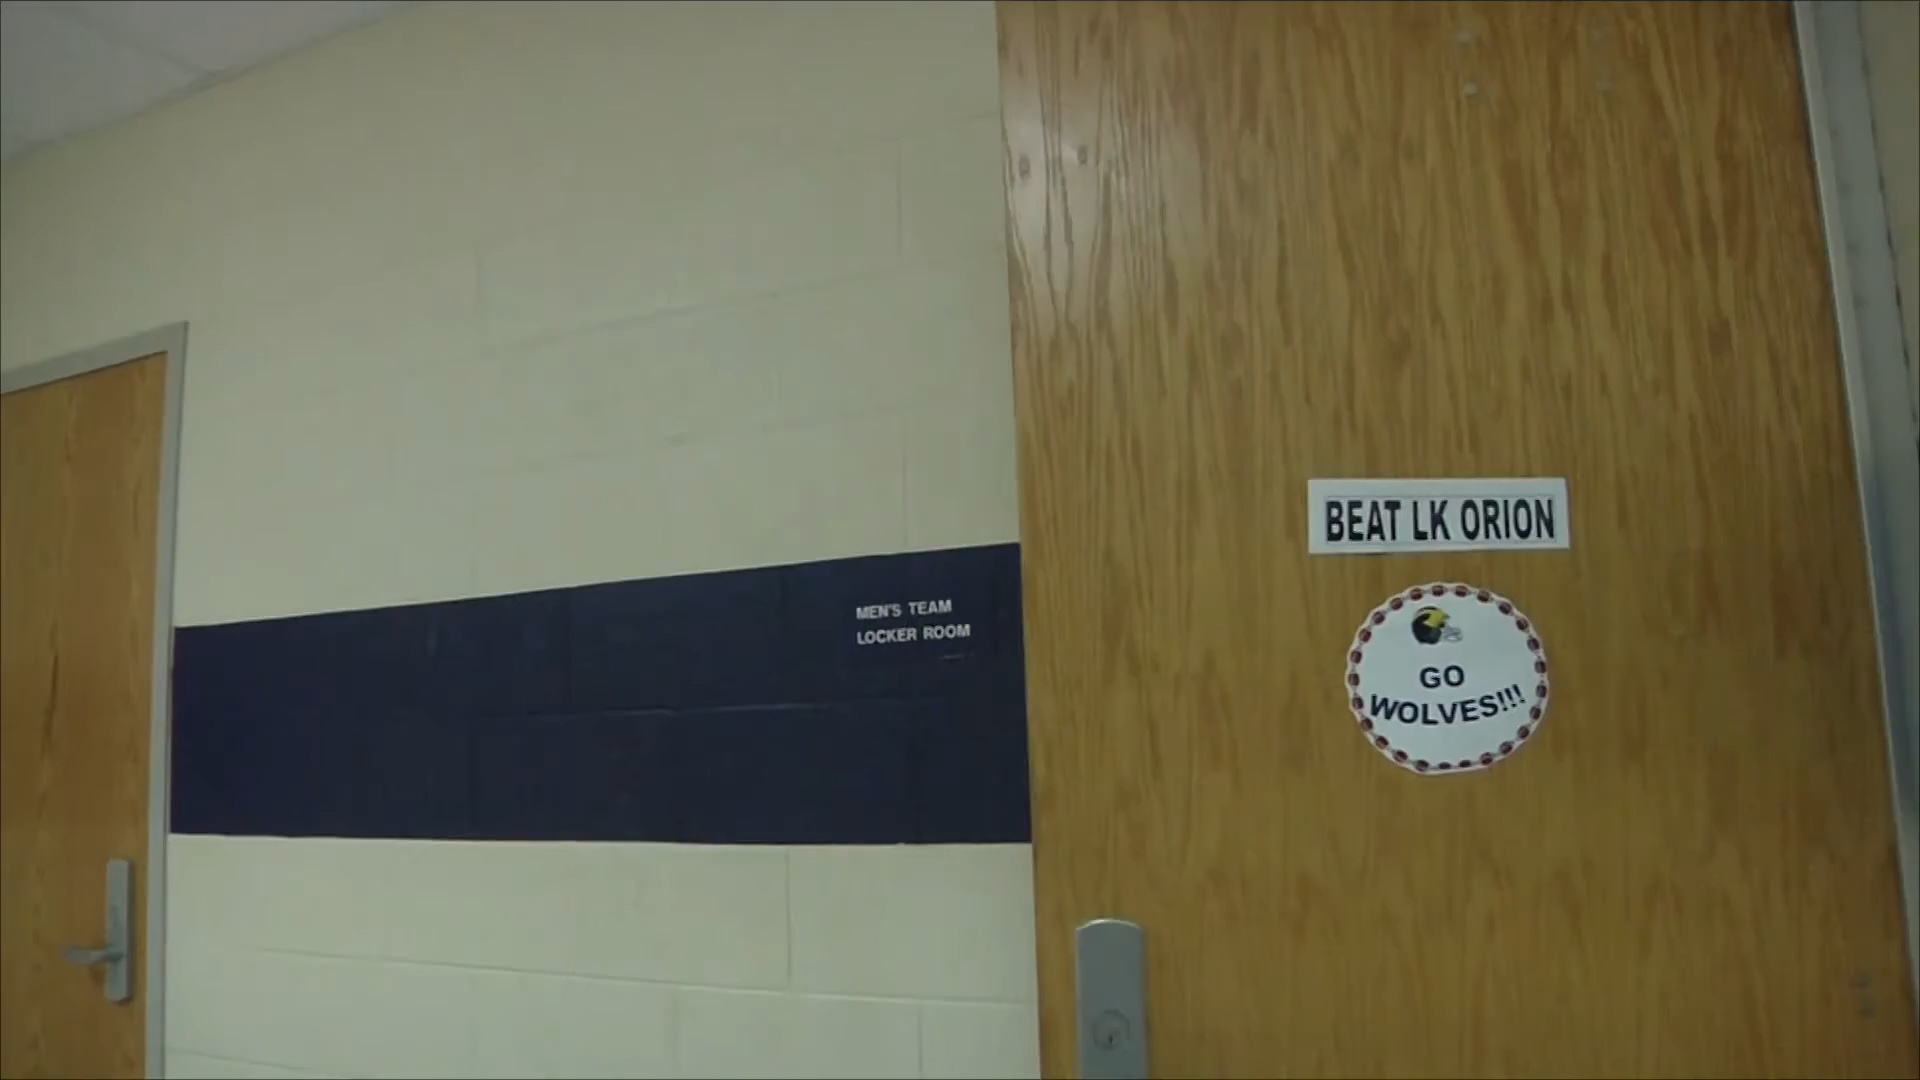 MEN'S TEAM
LOCKER ROOM
BEAT LK ORION
GO
WOLVES!!!